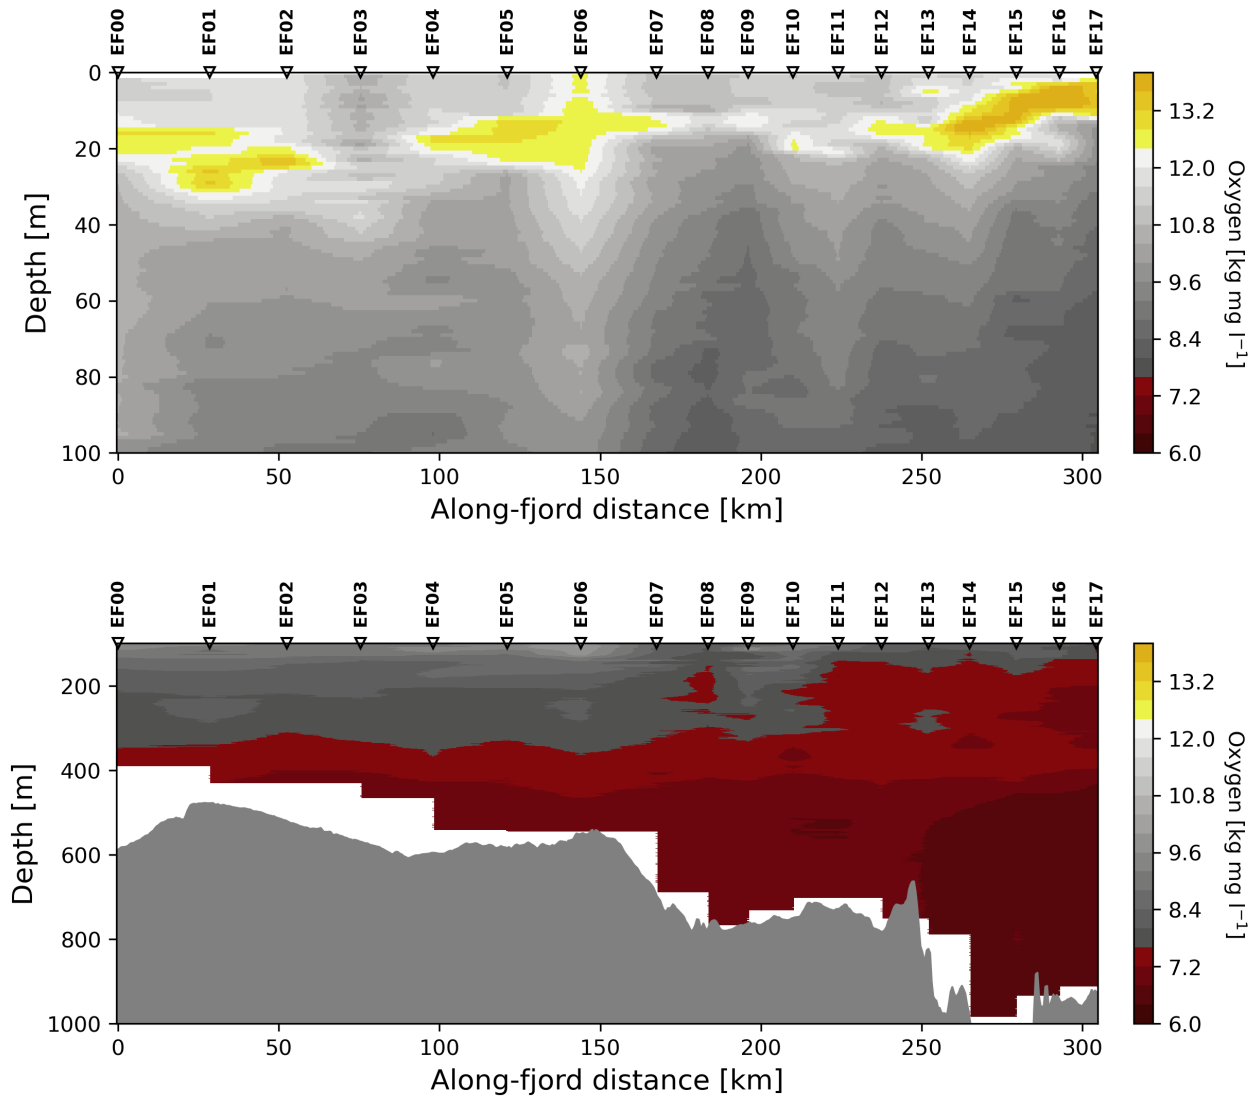 EF00 EF01 EF02 EF03 EF04 EF05 EF06 EF07 EF08 EF09 EF10 EF11 EF12 EF13 EF14 EF15 EF16 EF17
0
20
40
60
80
100
Depth [m]
0 50 100 150 200 250 300
Along-fjord distance [km]
13.2
12.0
10.8
9.6
8.4
7.2
6.0
Oxygen [kg mg l⁻¹]
EF00 EF01 EF02 EF03 EF04 EF05 EF06 EF07 EF08 EF09 EF10 EF11 EF12 EF13 EF14 EF15 EF16 EF17
200
400
600
800
1000
Depth [m]
0 50 100 150 200 250 300
Along-fjord distance [km]
13.2
12.0
10.8
9.6
8.4
7.2
6.0
Oxygen [kg mg l⁻¹]